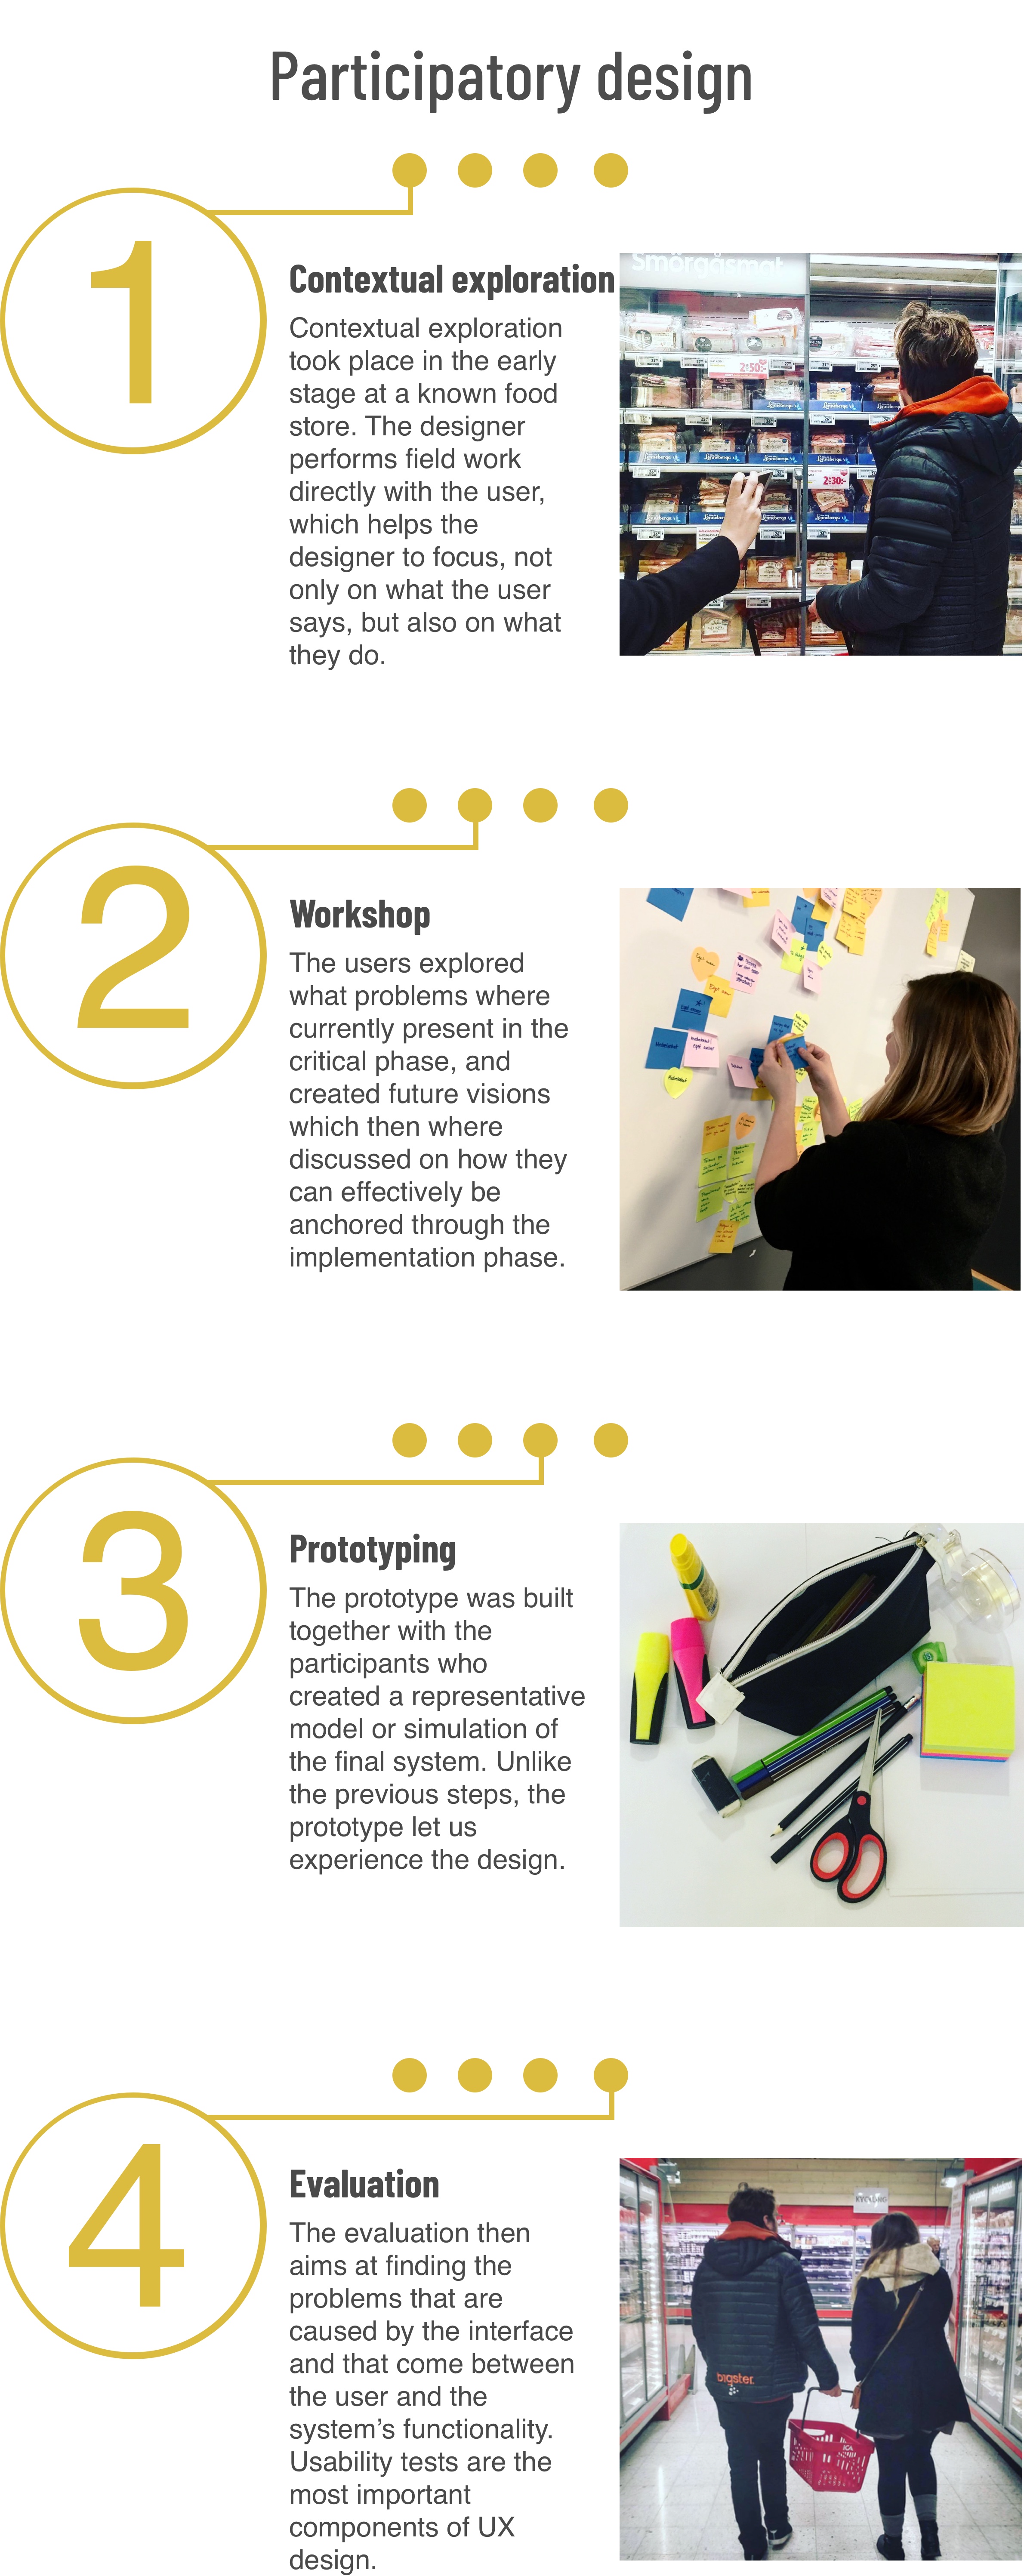 Participatory design
1
Contextual exploration
Contextual exploration
took place in the early
stage at a known food
store. The designer
performs field work
directly with the user,
which helps the
designer to focus, not
only on what the user
says, but also on what
they do.
Smörgåsmat
2
Workshop
The users explored
what problems where
currently present in the
critical phase, and
created future visions
which then where
discussed on how they
can effectively be
anchored through the
implementation phase.
3
Prototyping
The prototype was built
together with the
participants who
created a representative
model or simulation of
the final system. Unlike
the previous steps, the
prototype let us
experience the design.
4
Evaluation
The evaluation then
aims at finding the
problems that are
caused by the interface
and that come between
the user and the
system’s functionality.
Usability tests are the
most important
components of UX
design.
KYCKLING
bigster.
ICA